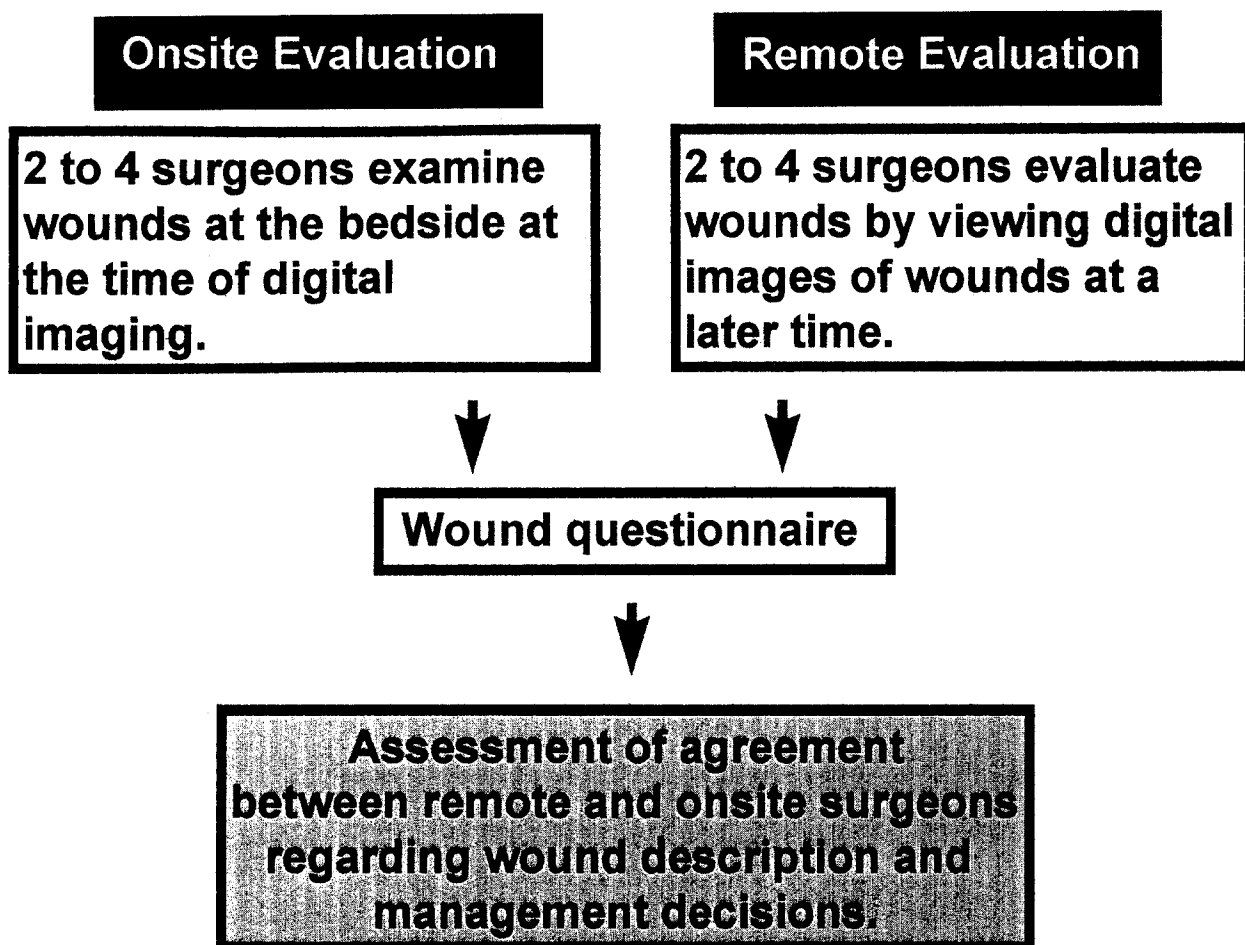 Onsite Evaluation
2 to 4 surgeons examine
wounds at the bedside at
the time of digital
imaging.
Remote Evaluation
2 to 4 surgeons evaluate
wounds by viewing digital
images of wounds at a
later time.
Wound questionnaire
Assessment of agreement
between remote and onsite surgeons
regarding wound description and
management decisions.